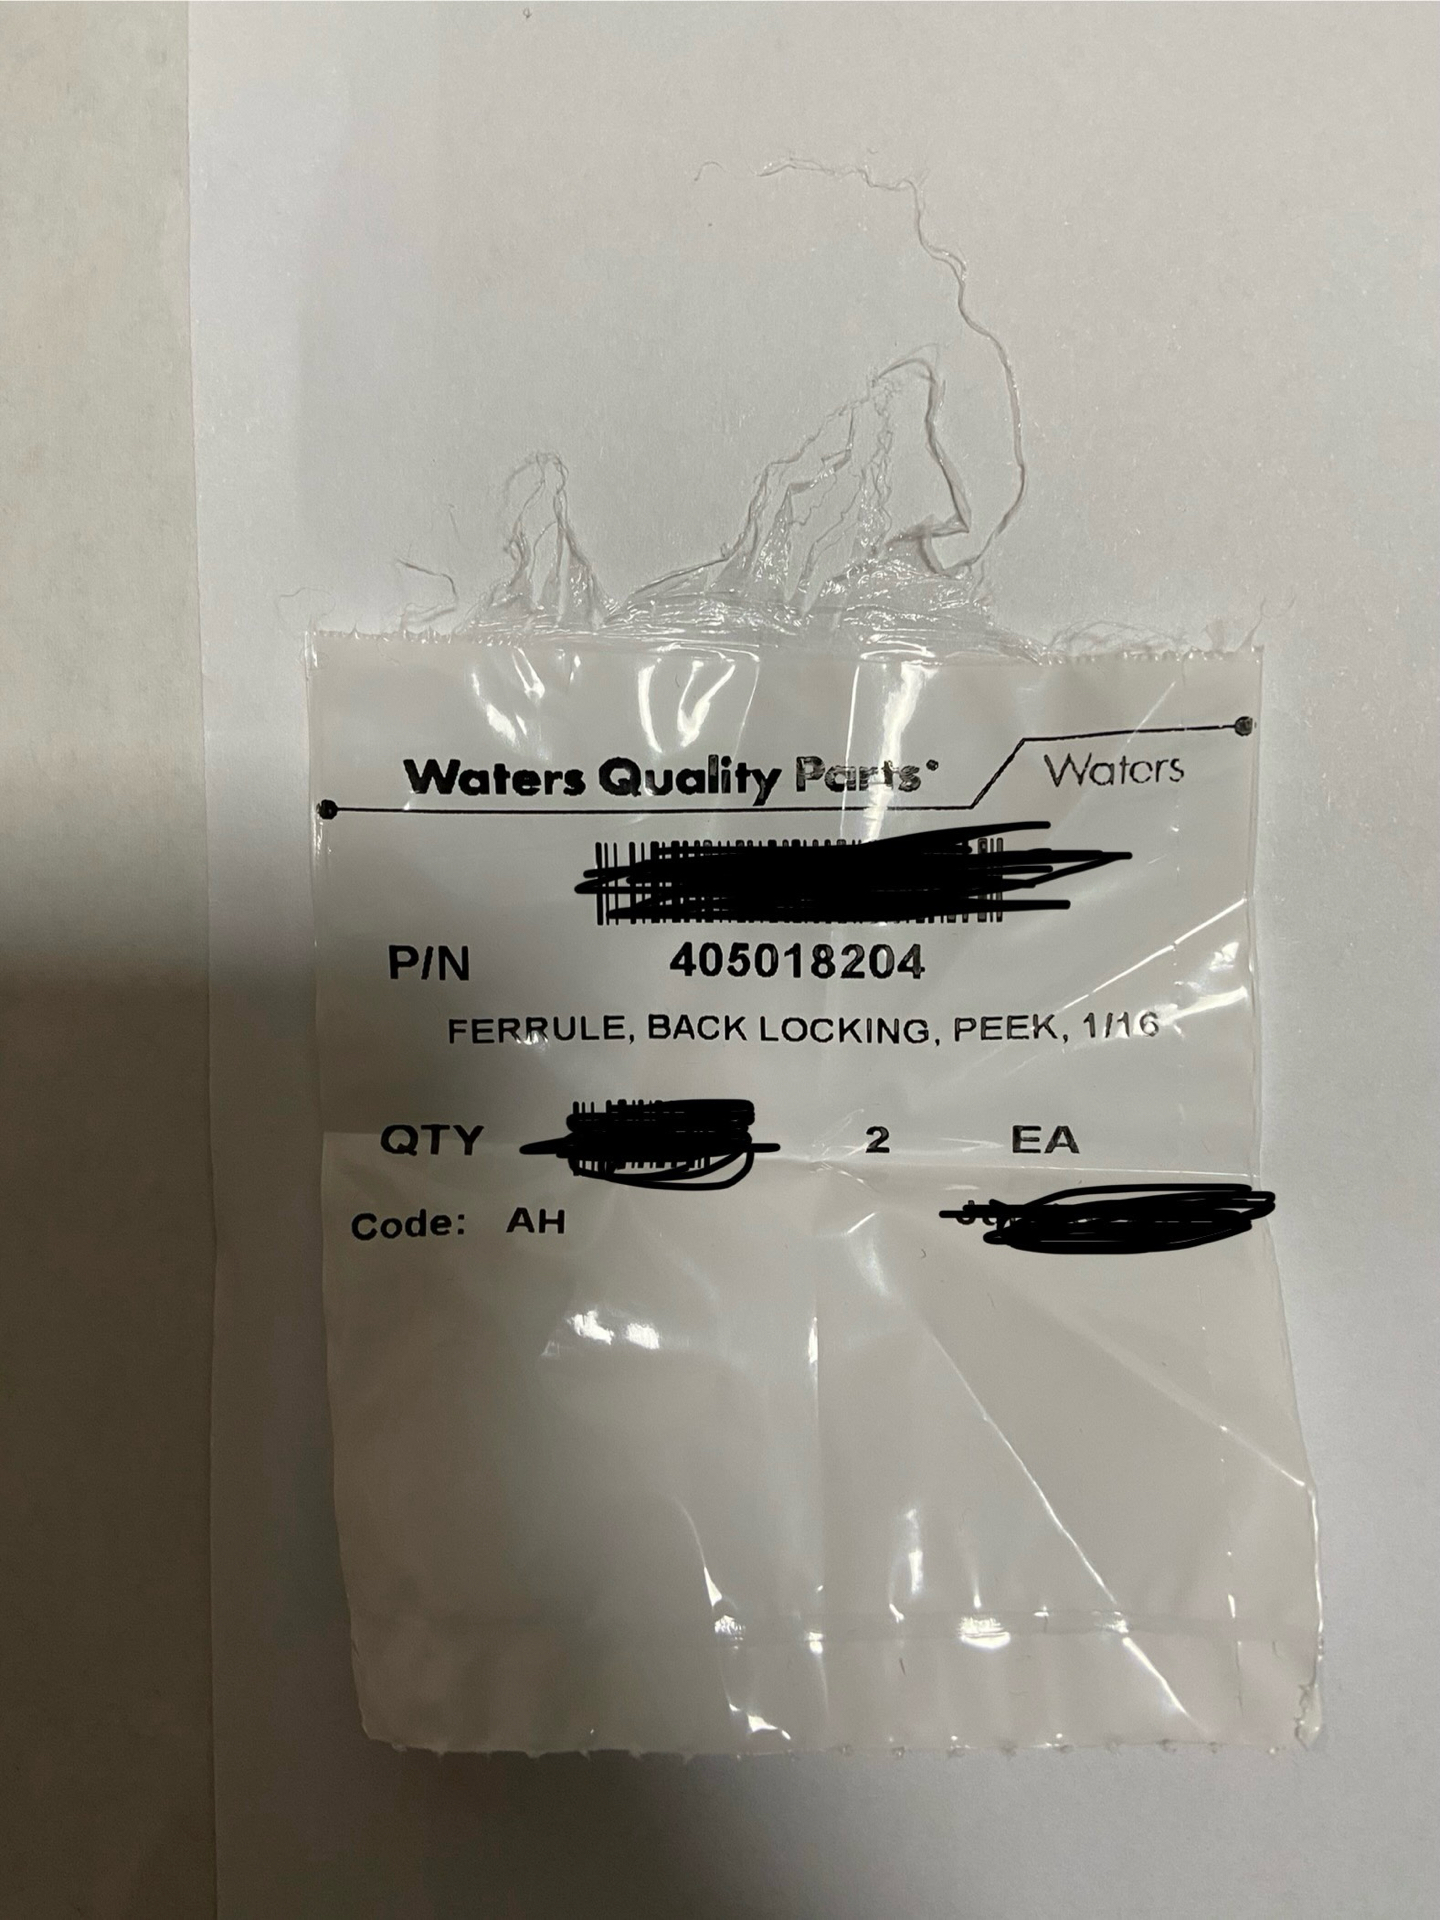 Waters Quality Parts®
Waters
P/N 405018204
FERRULE, BACK LOCKING, PEEK, 1/16
QTY 2 EA
Code: AH